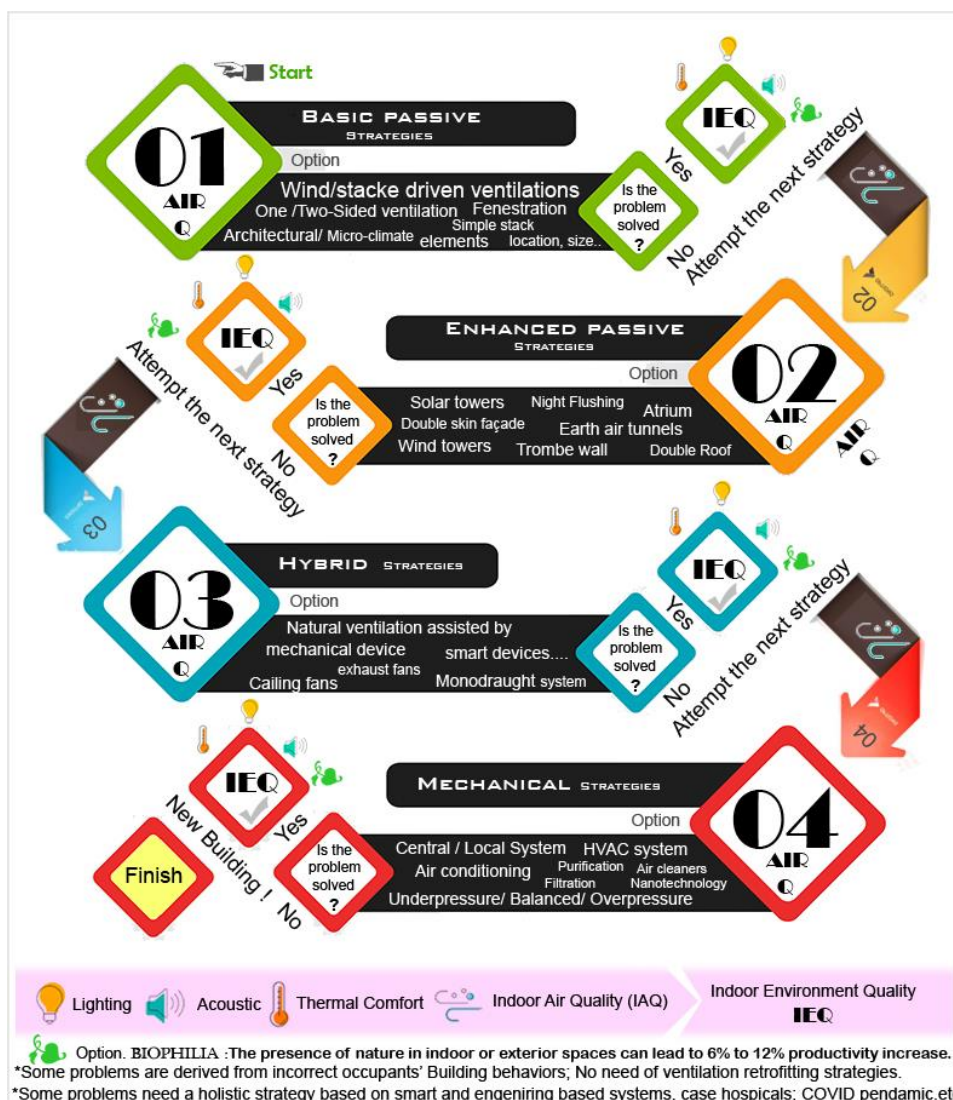 Start
01
AIR
Q
BASIC PASSIVE
STRATEGIES
Option
Wind/stacke driven ventilations
One /Two-Sided ventilation Fenestration
Simple stack
Architectural/ Micro-climate elements location, size..
Is the
problem
solved
?
Yes
No
IEQ
Attempt the next strategy
02
ENHANCED PASSIVE
STRATEGIES
Option
02
AIR
Q
AIR
Q
Solar towers Night Flushing Atrium
Double skin façade Earth air tunnels
Wind towers Trombe wall Double Roof
Is the
problem
solved
?
Yes
No
IEQ
Attempt the next strategy
03
03
AIR
Q
HYBRID STRATEGIES
Option
Natural ventilation assisted by
mechanical device smart devices....
exhaust fans
Cailing fans Monodraught system
Is the
problem
solved
?
Yes
No
IEQ
Attempt the next strategy
04
MECHANICAL STRATEGIES
Option
04
AIR
Q
Central / Local System HVAC system
Air conditioning Purification Air cleaners
Filtration Nanotechnology
Underpressure/ Balanced/ Overpressure
Is the
problem
solved
?
Yes
No
IEQ
New Building !
Finish
Lighting Acoustic Thermal Comfort Indoor Air Quality (IAQ) Indoor Environment Quality
IEQ
Option. BIOPHILIA :The presence of nature in indoor or exterior spaces can lead to 6% to 12% productivity increase.
*Some problems are derived from incorrect occupants' Building behaviors; No need of ventilation retrofitting strategies.
*Some problems need a holistic strategy based on smart and engeniring based systems, case hospicals; COVID pendamic.et